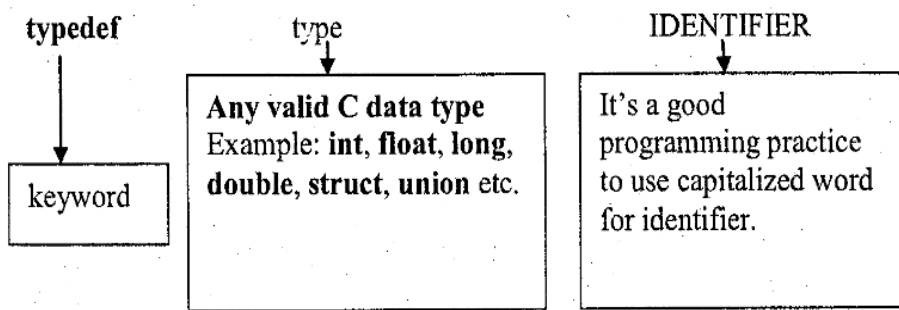 typedef type IDENTIFIER
keyword
Any valid C data type
Example: int, float, long,
double, struct, union etc.
It's a good
programming practice
to use capitalized word
for identifier.